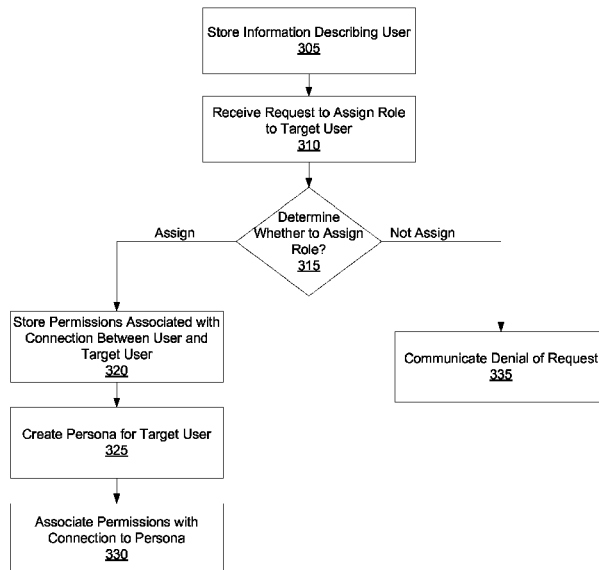 Store Information Describing User
305
Receive Request to Assign Role
to Target User
310
Determine
Whether to Assign
Role?
315
Assign
Not Assign
Store Permissions Associated with
Connection Between User and
Target User
320
Communicate Denial of Request
335
Create Persona for Target User
325
Associate Permissions with
Connection to Persona
330